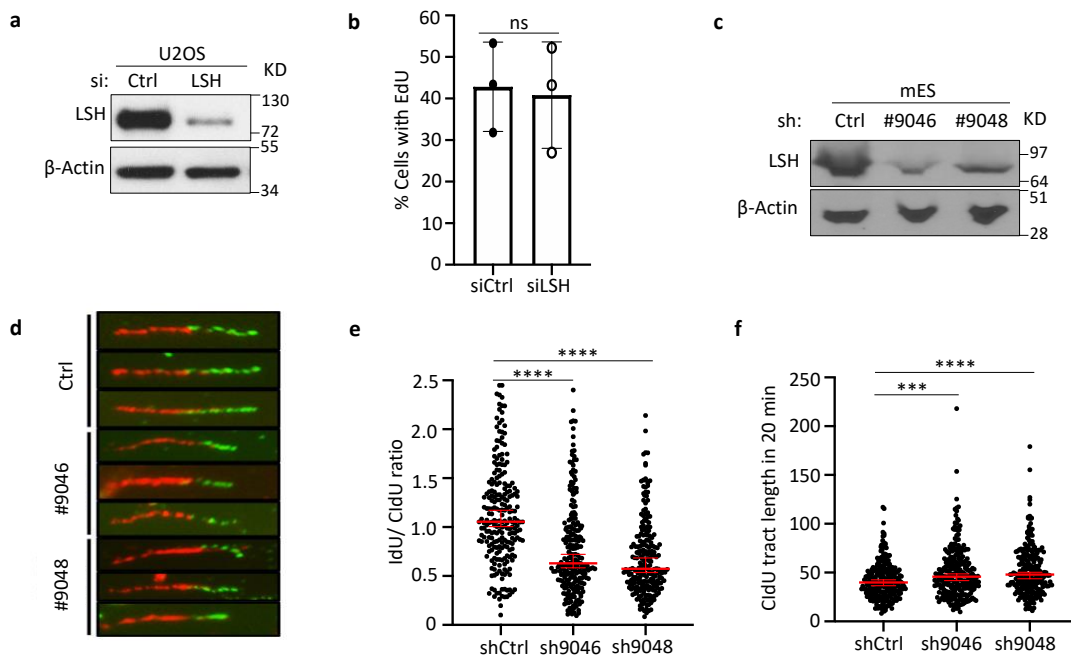 a
U2OS
si: Ctrl LSH KD
LSH
130
72
β-Actin
55
34
b
ns
% Cells with EdU
60
50
40
30
20
10
0
siCtrl siLSH
c
mES
sh: Ctrl #9046 #9048 KD
LSH
97
64
β-Actin
51
28
d
Ctrl
#9046
#9048
e
****
****
IdU/ CldU ratio
2.5
2.0
1.5
1.0
0.5
0
shCtrl sh9046 sh9048
f
****
***
CldU tract length in 20 min
250
200
150
100
50
0
shCtrl sh9046 sh9048